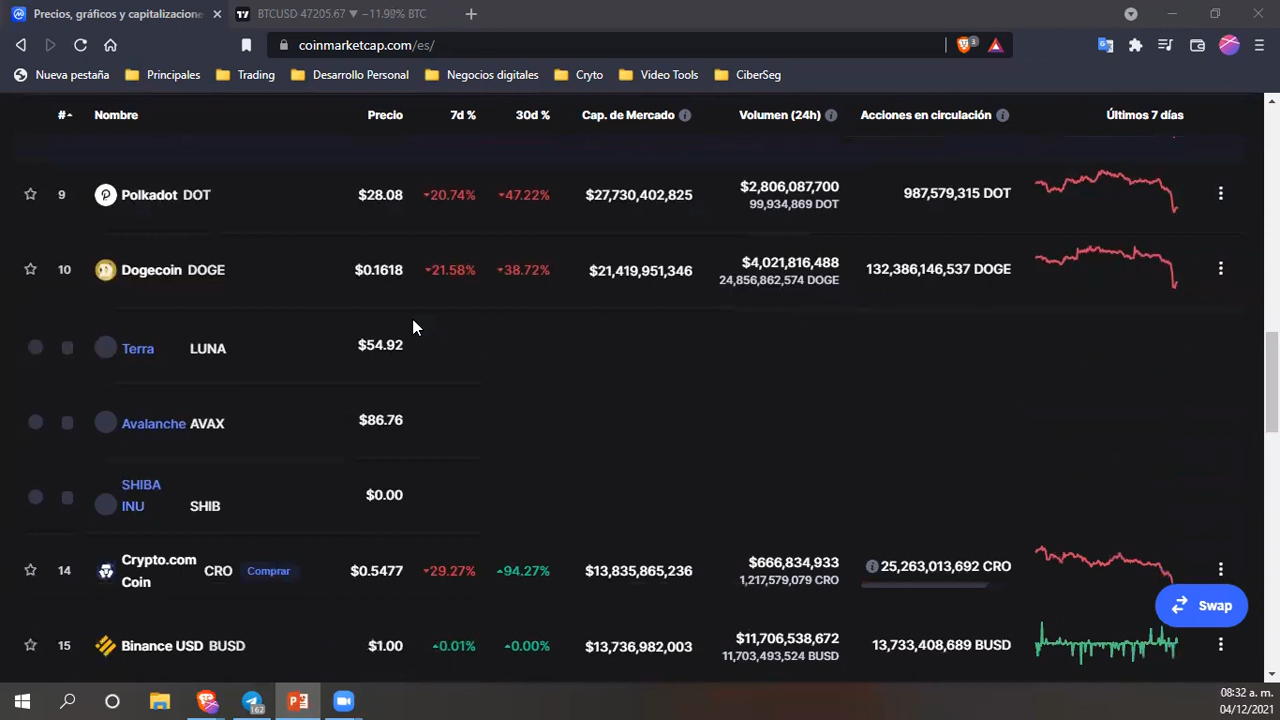 Precios, gráficos y capitalizacione
BTCUSD 47205.67 ▼ −11.98% BTC
coinmarketcap.com/es/
3
Nueva pestaña Principales Trading Desarrollo Personal Negocios digitales Cryto Video Tools CiberSeg
# Nombre Precio 7d % 30d % Cap. de Mercado Volumen (24h) Acciones en circulación Últimos 7 días
9 Polkadot DOT $28.08 20.74% 47.22% $27,730,402,825 $2,806,087,700 987,579,315 DOT
99,934,869 DOT
10 Dogecoin DOGE $0.1618 21.58% 38.72% $21,419,951,346 $4,021,816,488 132,386,146,537 DOGE
24,856,862,574 DOGE
Terra LUNA $54.92
Avalanche AVAX $86.76
SHIBA
INU SHIB $0.00
14 Crypto.com
Coin CRO Comprar $0.5477 29.27% 94.27% $13,835,865,236 $666,834,933 25,263,013,692 CRO
1,217,579,079 CRO
Swap
15 Binance USD BUSD $1.00 0.01% 0.00% $13,736,982,003 $11,706,538,672 13,733,408,689 BUSD
11,703,493,524 BUSD
162
08:32 a. m.
04/12/2021